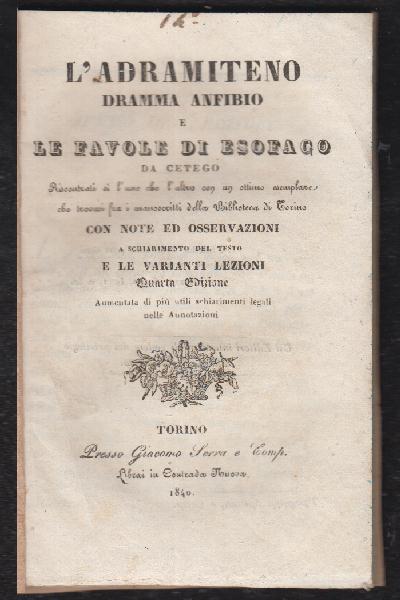 12.º
L'ADRAMITENO
DRAMMA ANFIBIO
E
LE FAVOLE DI ESOFAGO
DA CETEGO
Riscontrati sì l'uno che l'altro con un ottimo esemplare
che trovasi fra i manoscritti della Biblioteca di Torino
CON NOTE ED OSSERVAZIONI
A SCHIARIMENTO DEL TESTO
E LE VARIANTI LEZIONI
Quarta Edizione
Aumentata di più utili schiarimenti legali
nelle Annotazioni
TORINO
Presso Giacomo Serra e Comp.
Librai in Contrada Nuova
1840.